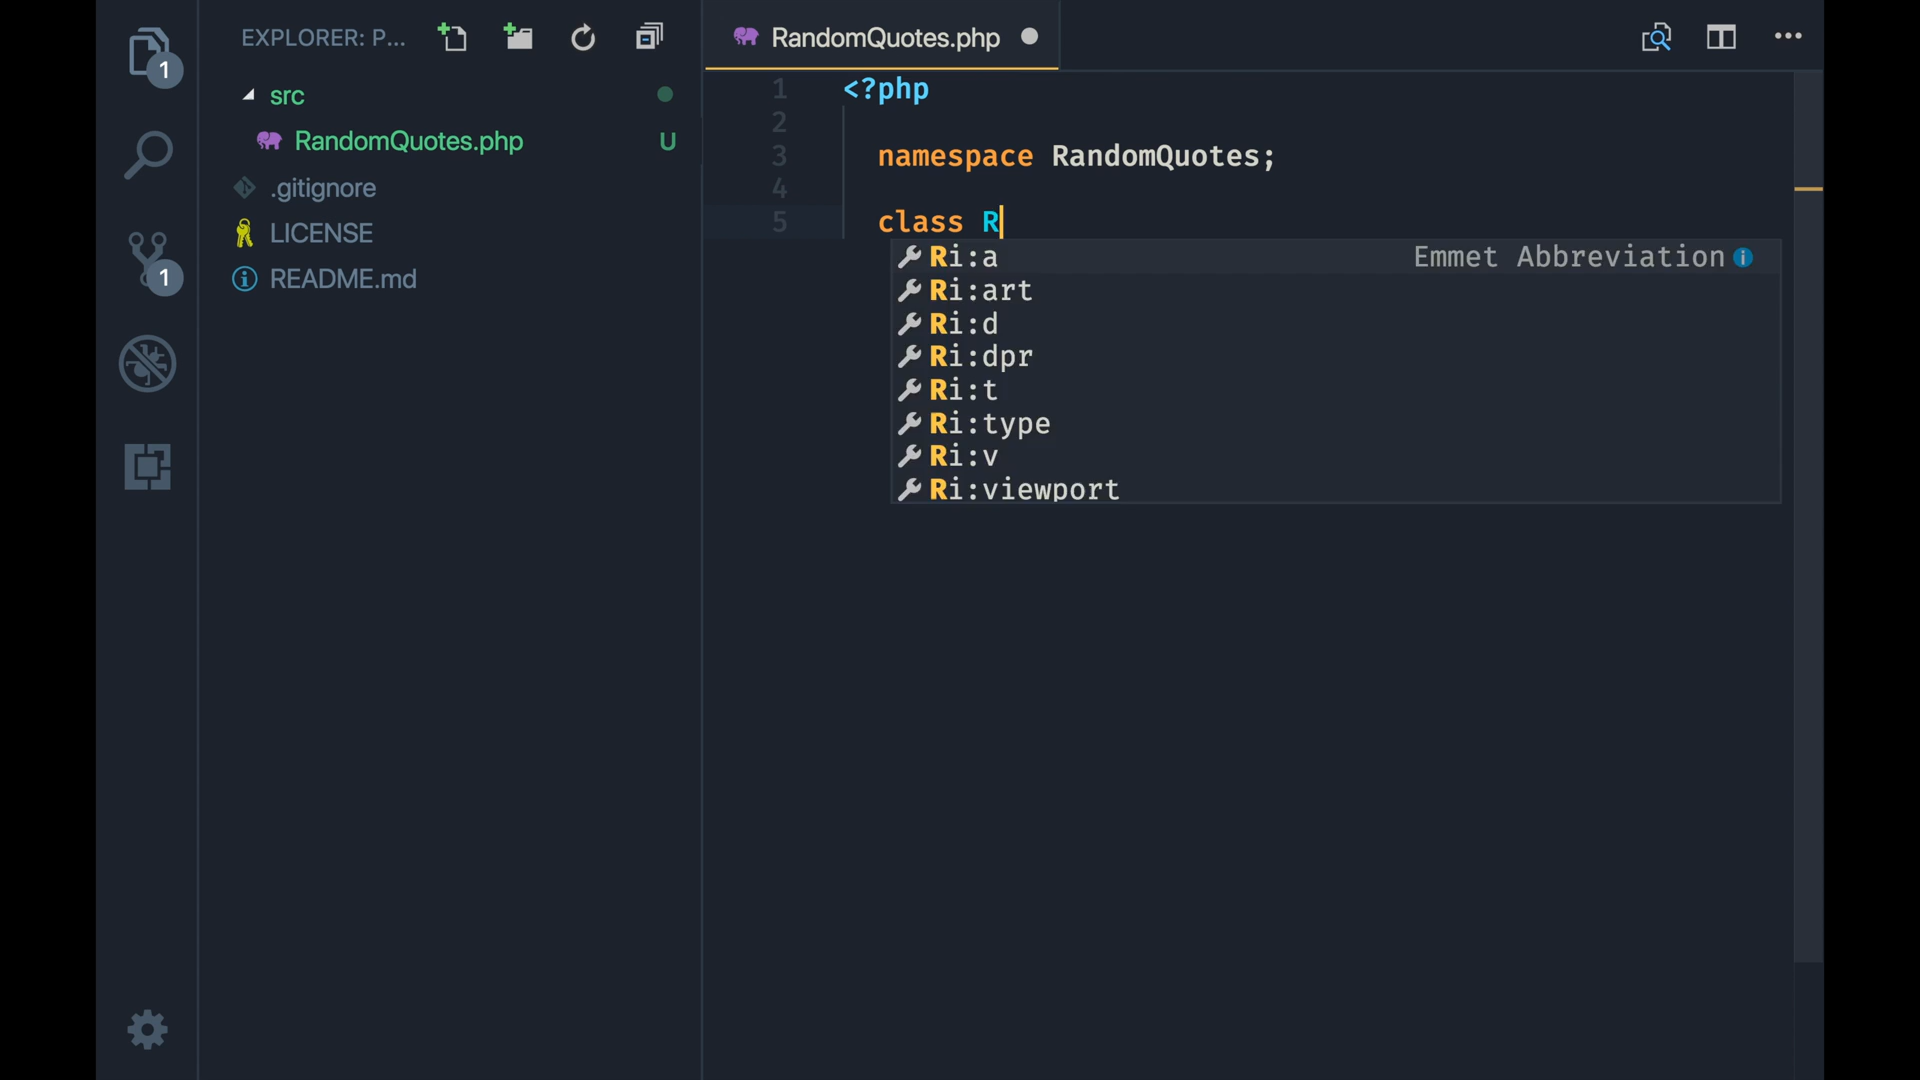 1
1
EXPLORER: P...
src
RandomQuotes.php U
.gitignore
LICENSE
README.md
RandomQuotes.php
1 <?php
2
3 namespace RandomQuotes;
4
5 class R
Ri:a Emmet Abbreviation
Ri:art
Ri:d
Ri:dpr
Ri:t
Ri:type
Ri:v
Ri:viewport